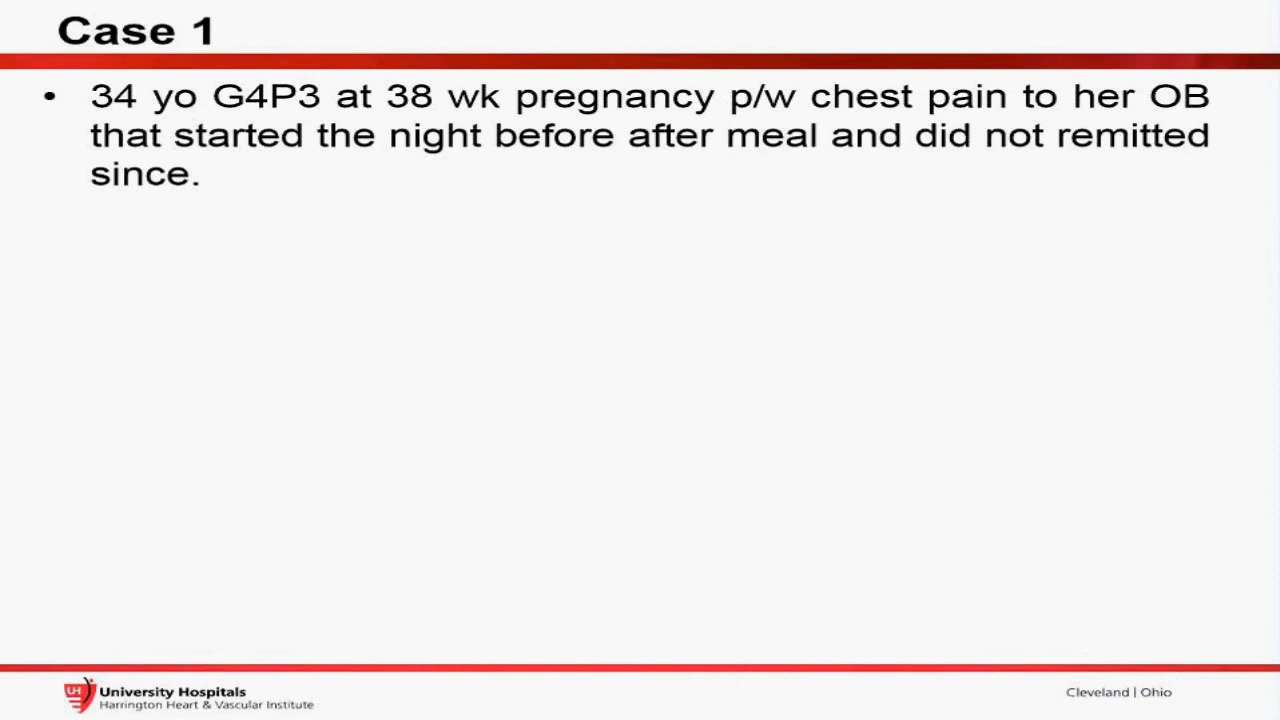 Case 1
• 34 yo G4P3 at 38 wk pregnancy p/w chest pain to her OB
that started the night before after meal and did not remitted
since.
UH University Hospitals
Harrington Heart & Vascular Institute
Cleveland | Ohio